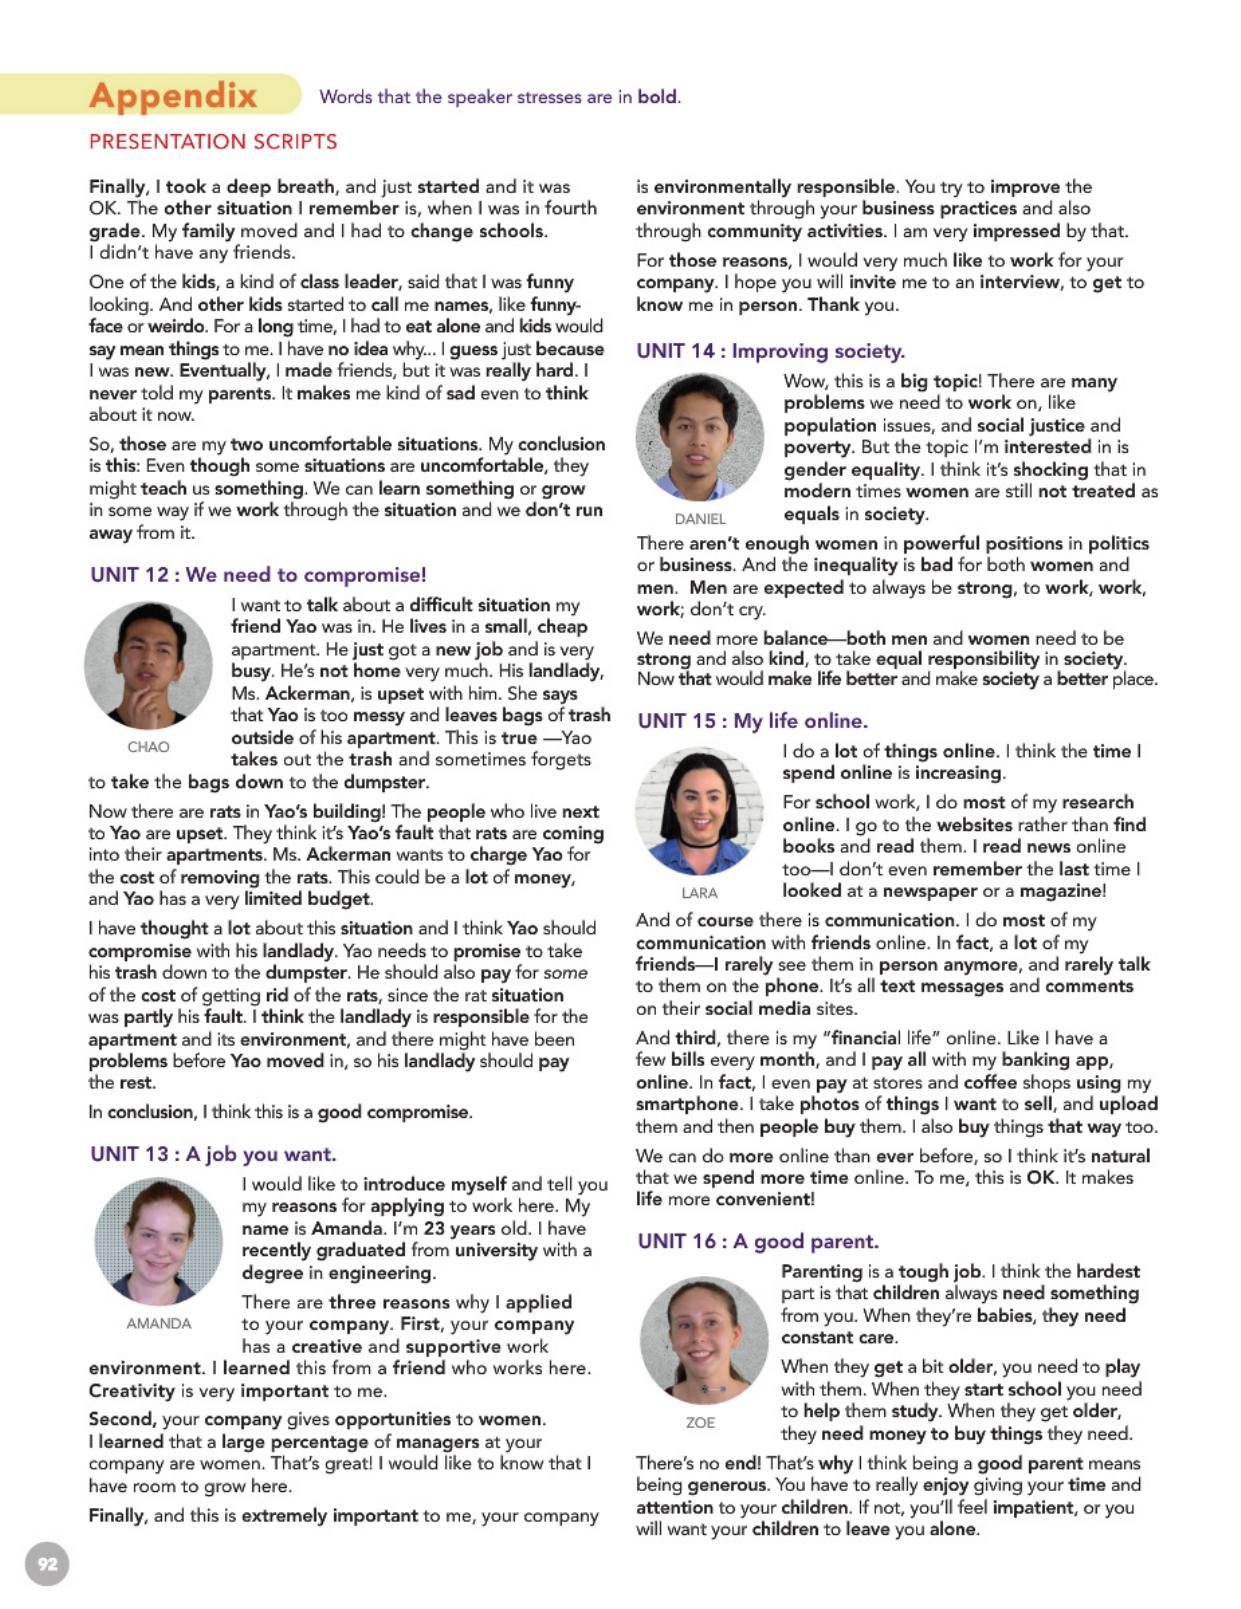 Appendix
Words that the speaker stresses are in bold.
PRESENTATION SCRIPTS
Finally, I took a deep breath, and just started and it was
OK. The other situation I remember is, when I was in fourth
grade. My family moved and I had to change schools.
I didn't have any friends.
One of the kids, a kind of class leader, said that I was funny
looking. And other kids started to call me names, like funny-
face or weirdo. For a long time, I had to eat alone and kids would
say mean things to me. I have no idea why... I guess just because
I was new. Eventually, I made friends, but it was really hard. I
never told my parents. It makes me kind of sad even to think
about it now.
So, those are my two uncomfortable situations. My conclusion
is this: Even though some situations are uncomfortable, they
might teach us something. We can learn something or grow
in some way if we work through the situation and we don't run
away from it.
UNIT 12 : We need to compromise!
I want to talk about a difficult situation my
friend Yao was in. He lives in a small, cheap
apartment. He just got a new job and is very
busy. He's not home very much. His landlady,
Ms. Ackerman, is upset with him. She says
that Yao is too messy and leaves bags of trash
outside of his apartment. This is true —Yao
takes out the trash and sometimes forgets
CHAO
to take the bags down to the dumpster.
Now there are rats in Yao's building! The people who live next
to Yao are upset. They think it's Yao's fault that rats are coming
into their apartments. Ms. Ackerman wants to charge Yao for
the cost of removing the rats. This could be a lot of money,
and Yao has a very limited budget.
I have thought a lot about this situation and I think Yao should
compromise with his landlady. Yao needs to promise to take
his trash down to the dumpster. He should also pay for some
of the cost of getting rid of the rats, since the rat situation
was partly his fault. I think the landlady is responsible for the
apartment and its environment, and there might have been
problems before Yao moved in, so his landlady should pay
the rest.
In conclusion, I think this is a good compromise.
UNIT 13 : A job you want.
I would like to introduce myself and tell you
my reasons for applying to work here. My
name is Amanda. I'm 23 years old. I have
recently graduated from university with a
degree in engineering.
There are three reasons why I applied
to your company. First, your company
has a creative and supportive work
AMANDA
environment. I learned this from a friend who works here.
Creativity is very important to me.
Second, your company gives opportunities to women.
I learned that a large percentage of managers at your
company are women. That's great! I would like to know that I
have room to grow here.
Finally, and this is extremely important to me, your company
is environmentally responsible. You try to improve the
environment through your business practices and also
through community activities. I am very impressed by that.
For those reasons, I would very much like to work for your
company. I hope you will invite me to an interview, to get to
know me in person. Thank you.
UNIT 14 : Improving society.
Wow, this is a big topic! There are many
problems we need to work on, like
population issues, and social justice and
poverty. But the topic I'm interested in is
gender equality. I think it's shocking that in
modern times women are still not treated as
equals in society.
DANIEL
There aren't enough women in powerful positions in politics
or business. And the inequality is bad for both women and
men. Men are expected to always be strong, to work, work,
work; don't cry.
We need more balance—both men and women need to be
strong and also kind, to take equal responsibility in society.
Now that would make life better and make society a better place.
UNIT 15 : My life online.
I do a lot of things online. I think the time I
spend online is increasing.
For school work, I do most of my research
online. I go to the websites rather than find
books and read them. I read news online
too—I don't even remember the last time I
looked at a newspaper or a magazine!
LARA
And of course there is communication. I do most of my
communication with friends online. In fact, a lot of my
friends—I rarely see them in person anymore, and rarely talk
to them on the phone. It's all text messages and comments
on their social media sites.
And third, there is my "financial life" online. Like I have a
few bills every month, and I pay all with my banking app,
online. In fact, I even pay at stores and coffee shops using my
smartphone. I take photos of things I want to sell, and upload
them and then people buy them. I also buy things that way too.
We can do more online than ever before, so I think it's natural
that we spend more time online. To me, this is OK. It makes
life more convenient!
UNIT 16 : A good parent.
Parenting is a tough job. I think the hardest
part is that children always need something
from you. When they're babies, they need
constant care.
When they get a bit older, you need to play
with them. When they start school you need
to help them study. When they get older,
they need money to buy things they need.
ZOE
There's no end! That's why I think being a good parent means
being generous. You have to really enjoy giving your time and
attention to your children. If not, you'll feel impatient, or you
will want your children to leave you alone.
92